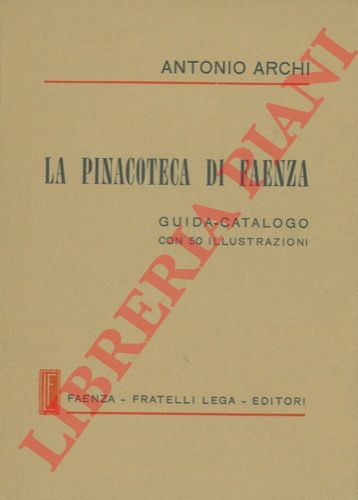 ANTONIO ARCHI
LA PINACOTECA DI FAENZA
GUIDA-CATALOGO
CON 50 ILLUSTRAZIONI
FAENZA - FRATELLI LEGA - EDITORI
LIBRERIA PIANI